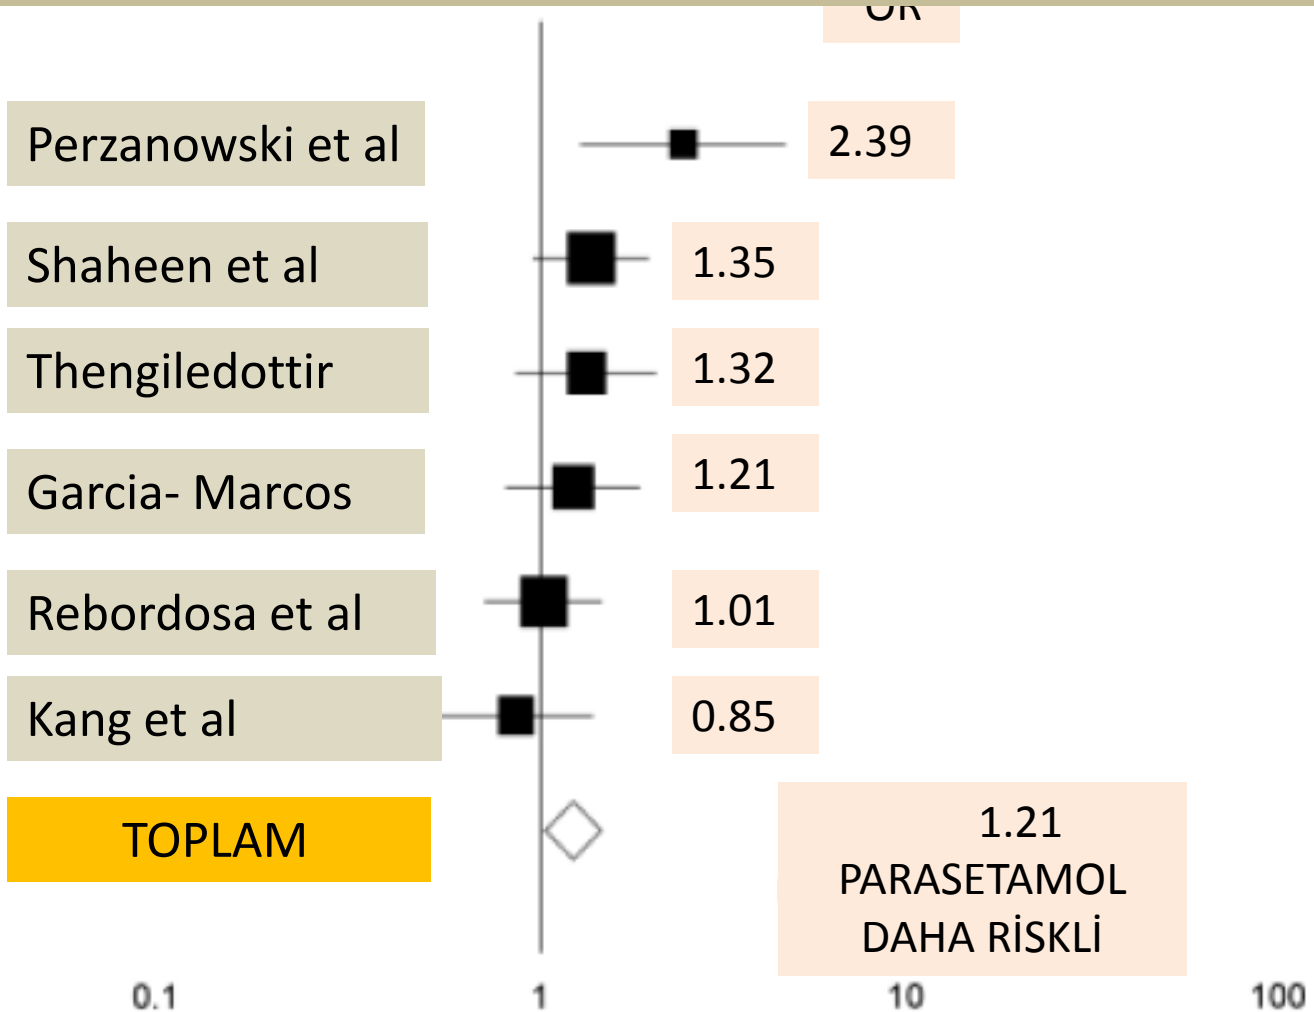 OR
Perzanowski et al
2.39
Shaheen et al
1.35
Thengiledottir
1.32
Garcia- Marcos
1.21
Rebordosa et al
1.01
Kang et al
0.85
TOPLAM
1.21
PARASETAMOL
DAHA RİSKLİ
0.1 1 10 100